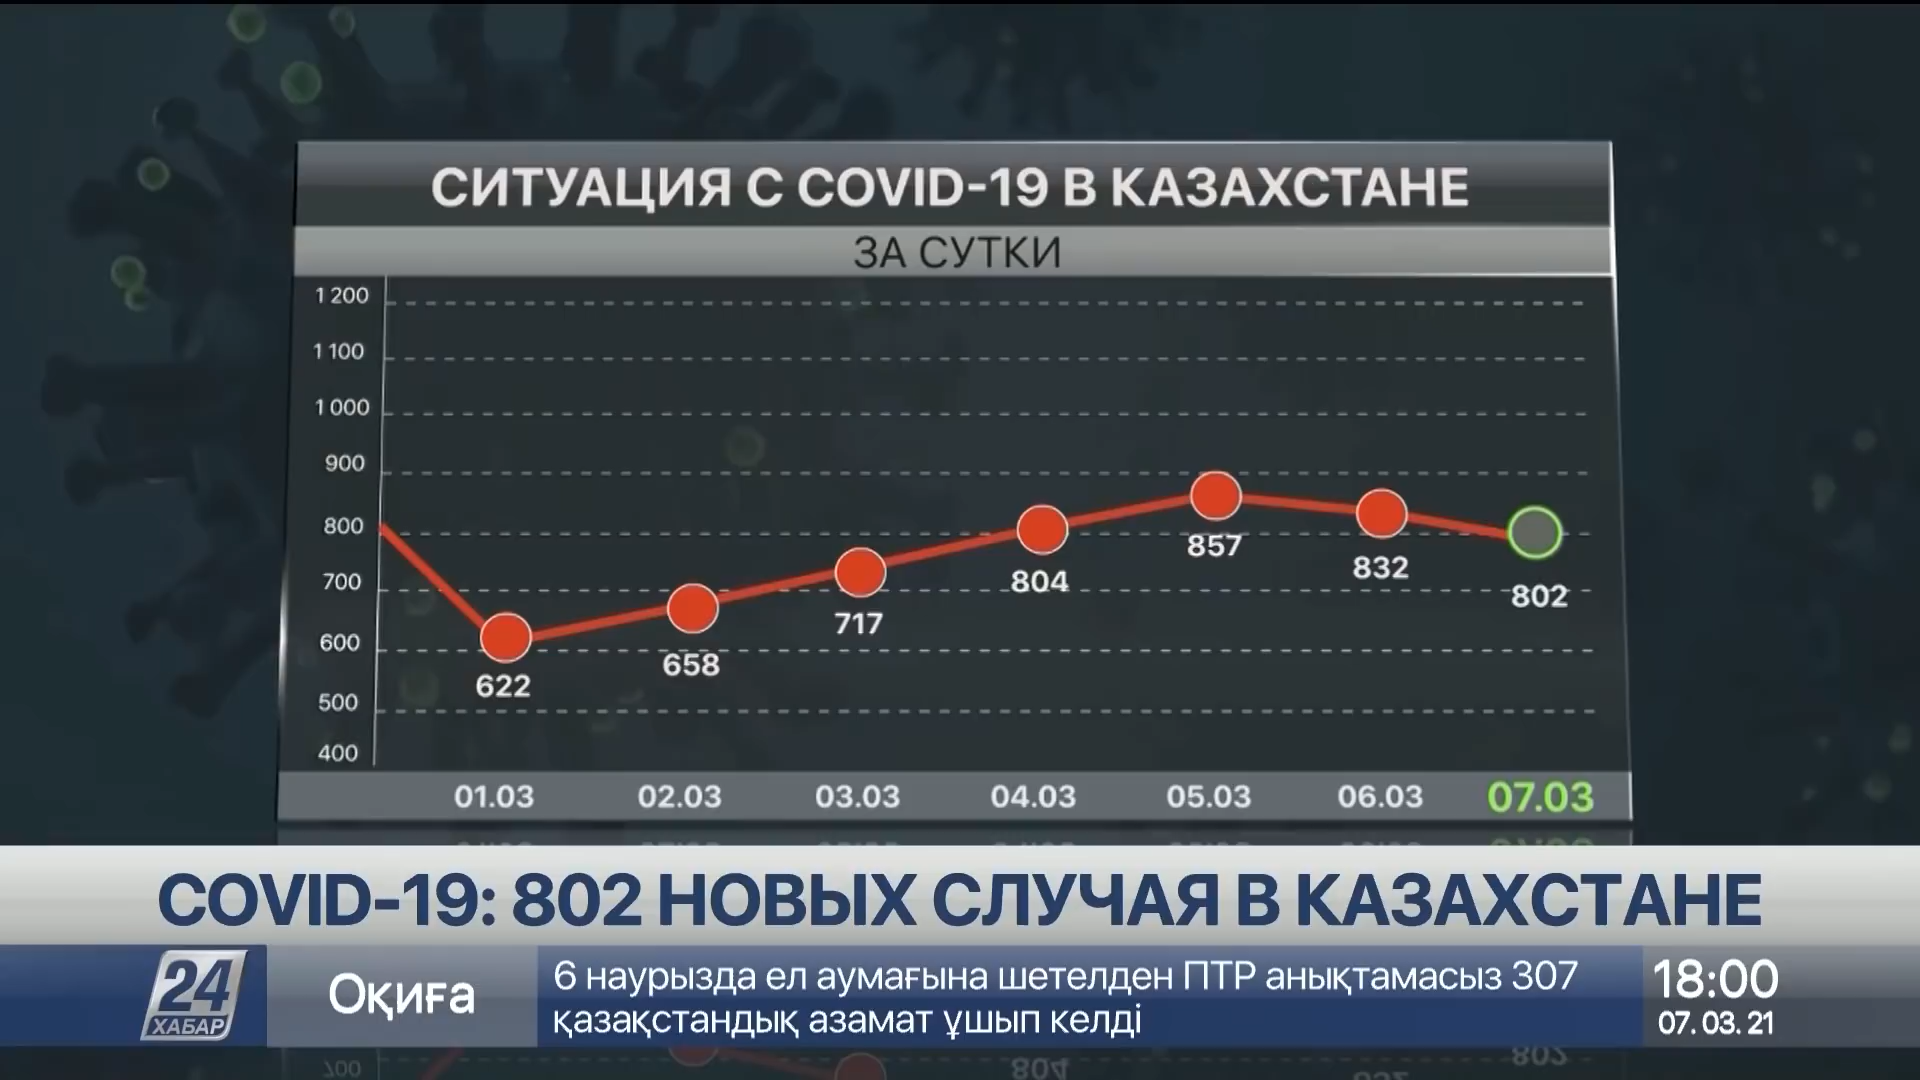 СИТУАЦИЯ С COVID-19 В КАЗАХСТАНЕ
ЗА СУТКИ
1 200
1 100
1 000
900
800
700
600
500
400
622
658
717
804
857
832
802
01.03 02.03 03.03 04.03 05.03 06.03 07.03
COVID-19: 802 НОВЫХ СЛУЧАЯ В КАЗАХСТАНЕ
24
ХАБАР
Оқиға
6 наурызда ел аумағына шетелден ПТР анықтамасыз 307
қазақстандық азамат ұшып келді
18:00
07. 03. 21